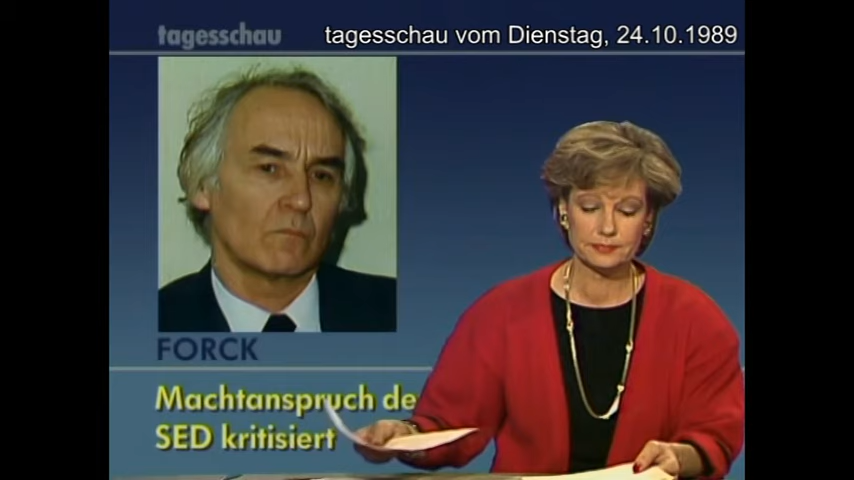 tagesschau
tagesschau vom Dienstag, 24.10.1989
FORCK
Machtanspruch de
SED kritisiert